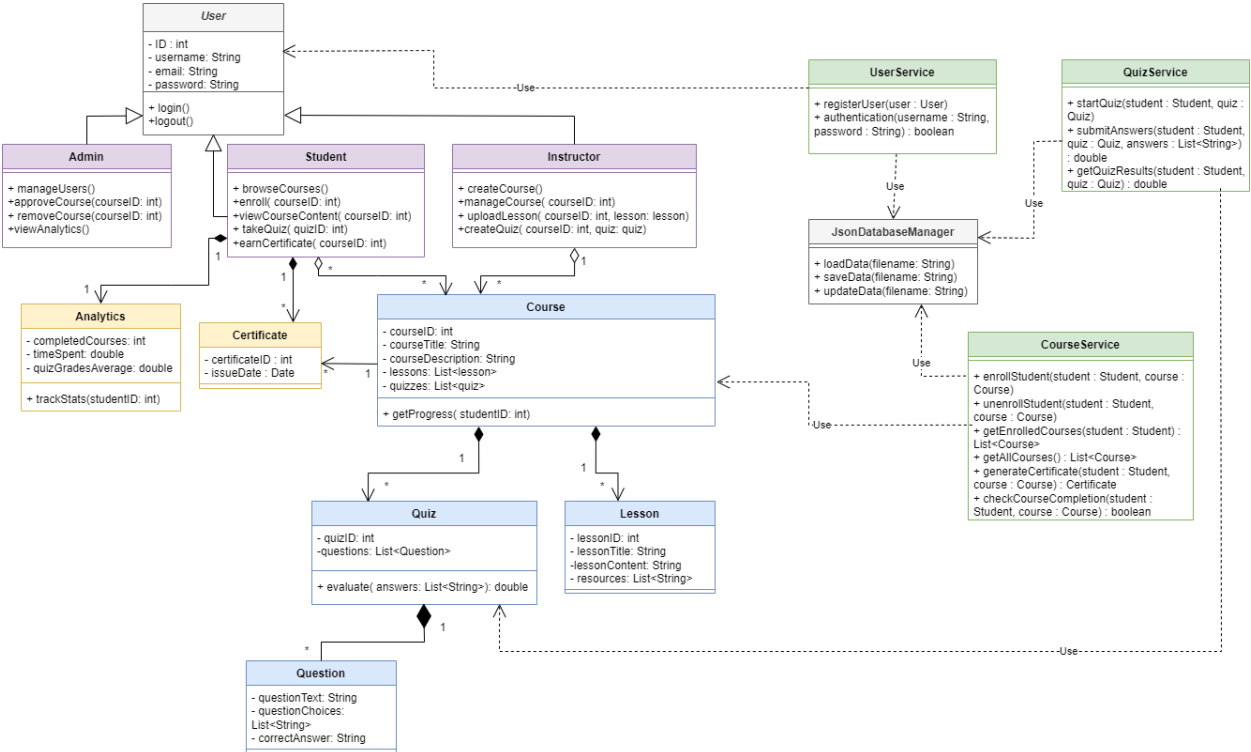 User
- ID : int
- username: String
- email: String
- password: String
+ login()
+logout()
Use
UserService
+ registerUser(user : User)
+ authentication(username : String,
password : String) : boolean
QuizService
+ startQuiz(student : Student, quiz :
Quiz)
+ submitAnswers(student : Student,
quiz : Quiz, answers : List<String>)
: double
+ getQuizResults(student : Student,
quiz : Quiz) : double
Admin
+ manageUsers()
+approveCourse(courseID: int)
+ removeCourse(courseID: int)
+viewAnalytics()
Student
+ browseCourses()
+enroll( courseID: int)
+viewCourseContent( courseID: int)
+ takeQuiz( quizID: int)
+earnCertificate( courseID: int)
Instructor
+ createCourse()
+manageCourse( courseID: int)
+ uploadLesson( courseID: int, lesson: lesson)
+createQuiz( courseID: int, quiz: quiz)
Use
Use
JsonDatabaseManager
+ loadData(filename: String)
+ saveData(filename: String)
+ updateData(filename: String)
1
1
1
*
*
*
1
*
Analytics
- completedCourses: int
- timeSpent: double
- quizGradesAverage: double
+ trackStats(studentID: int)
Certificate
- certificateID : int
- issueDate : Date
*
1
Course
- courseID: int
- courseTitle: String
- courseDescription: String
- lessons: List<lesson>
- quizzes: List<quiz>
+ getProgress( studentID: int)
Use
Use
CourseService
+ enrollStudent(student : Student, course :
Course)
+ unenrollStudent(student : Student,
course : Course)
+ getEnrolledCourses(student : Student) :
List<Course>
+ getAllCourses() : List<Course>
+ generateCertificate(student : Student,
course : Course) : Certificate
+ checkCourseCompletion(student :
Student, course : Course) : boolean
1
*
1
*
Quiz
- quizID: int
-questions: List<Question>
+ evaluate( answers: List<String>): double
Lesson
- lessonID: int
- lessonTitle: String
-lessonContent: String
- resources: List<String>
1
*
Use
Question
- questionText: String
- questionChoices:
List<String>
- correctAnswer: String